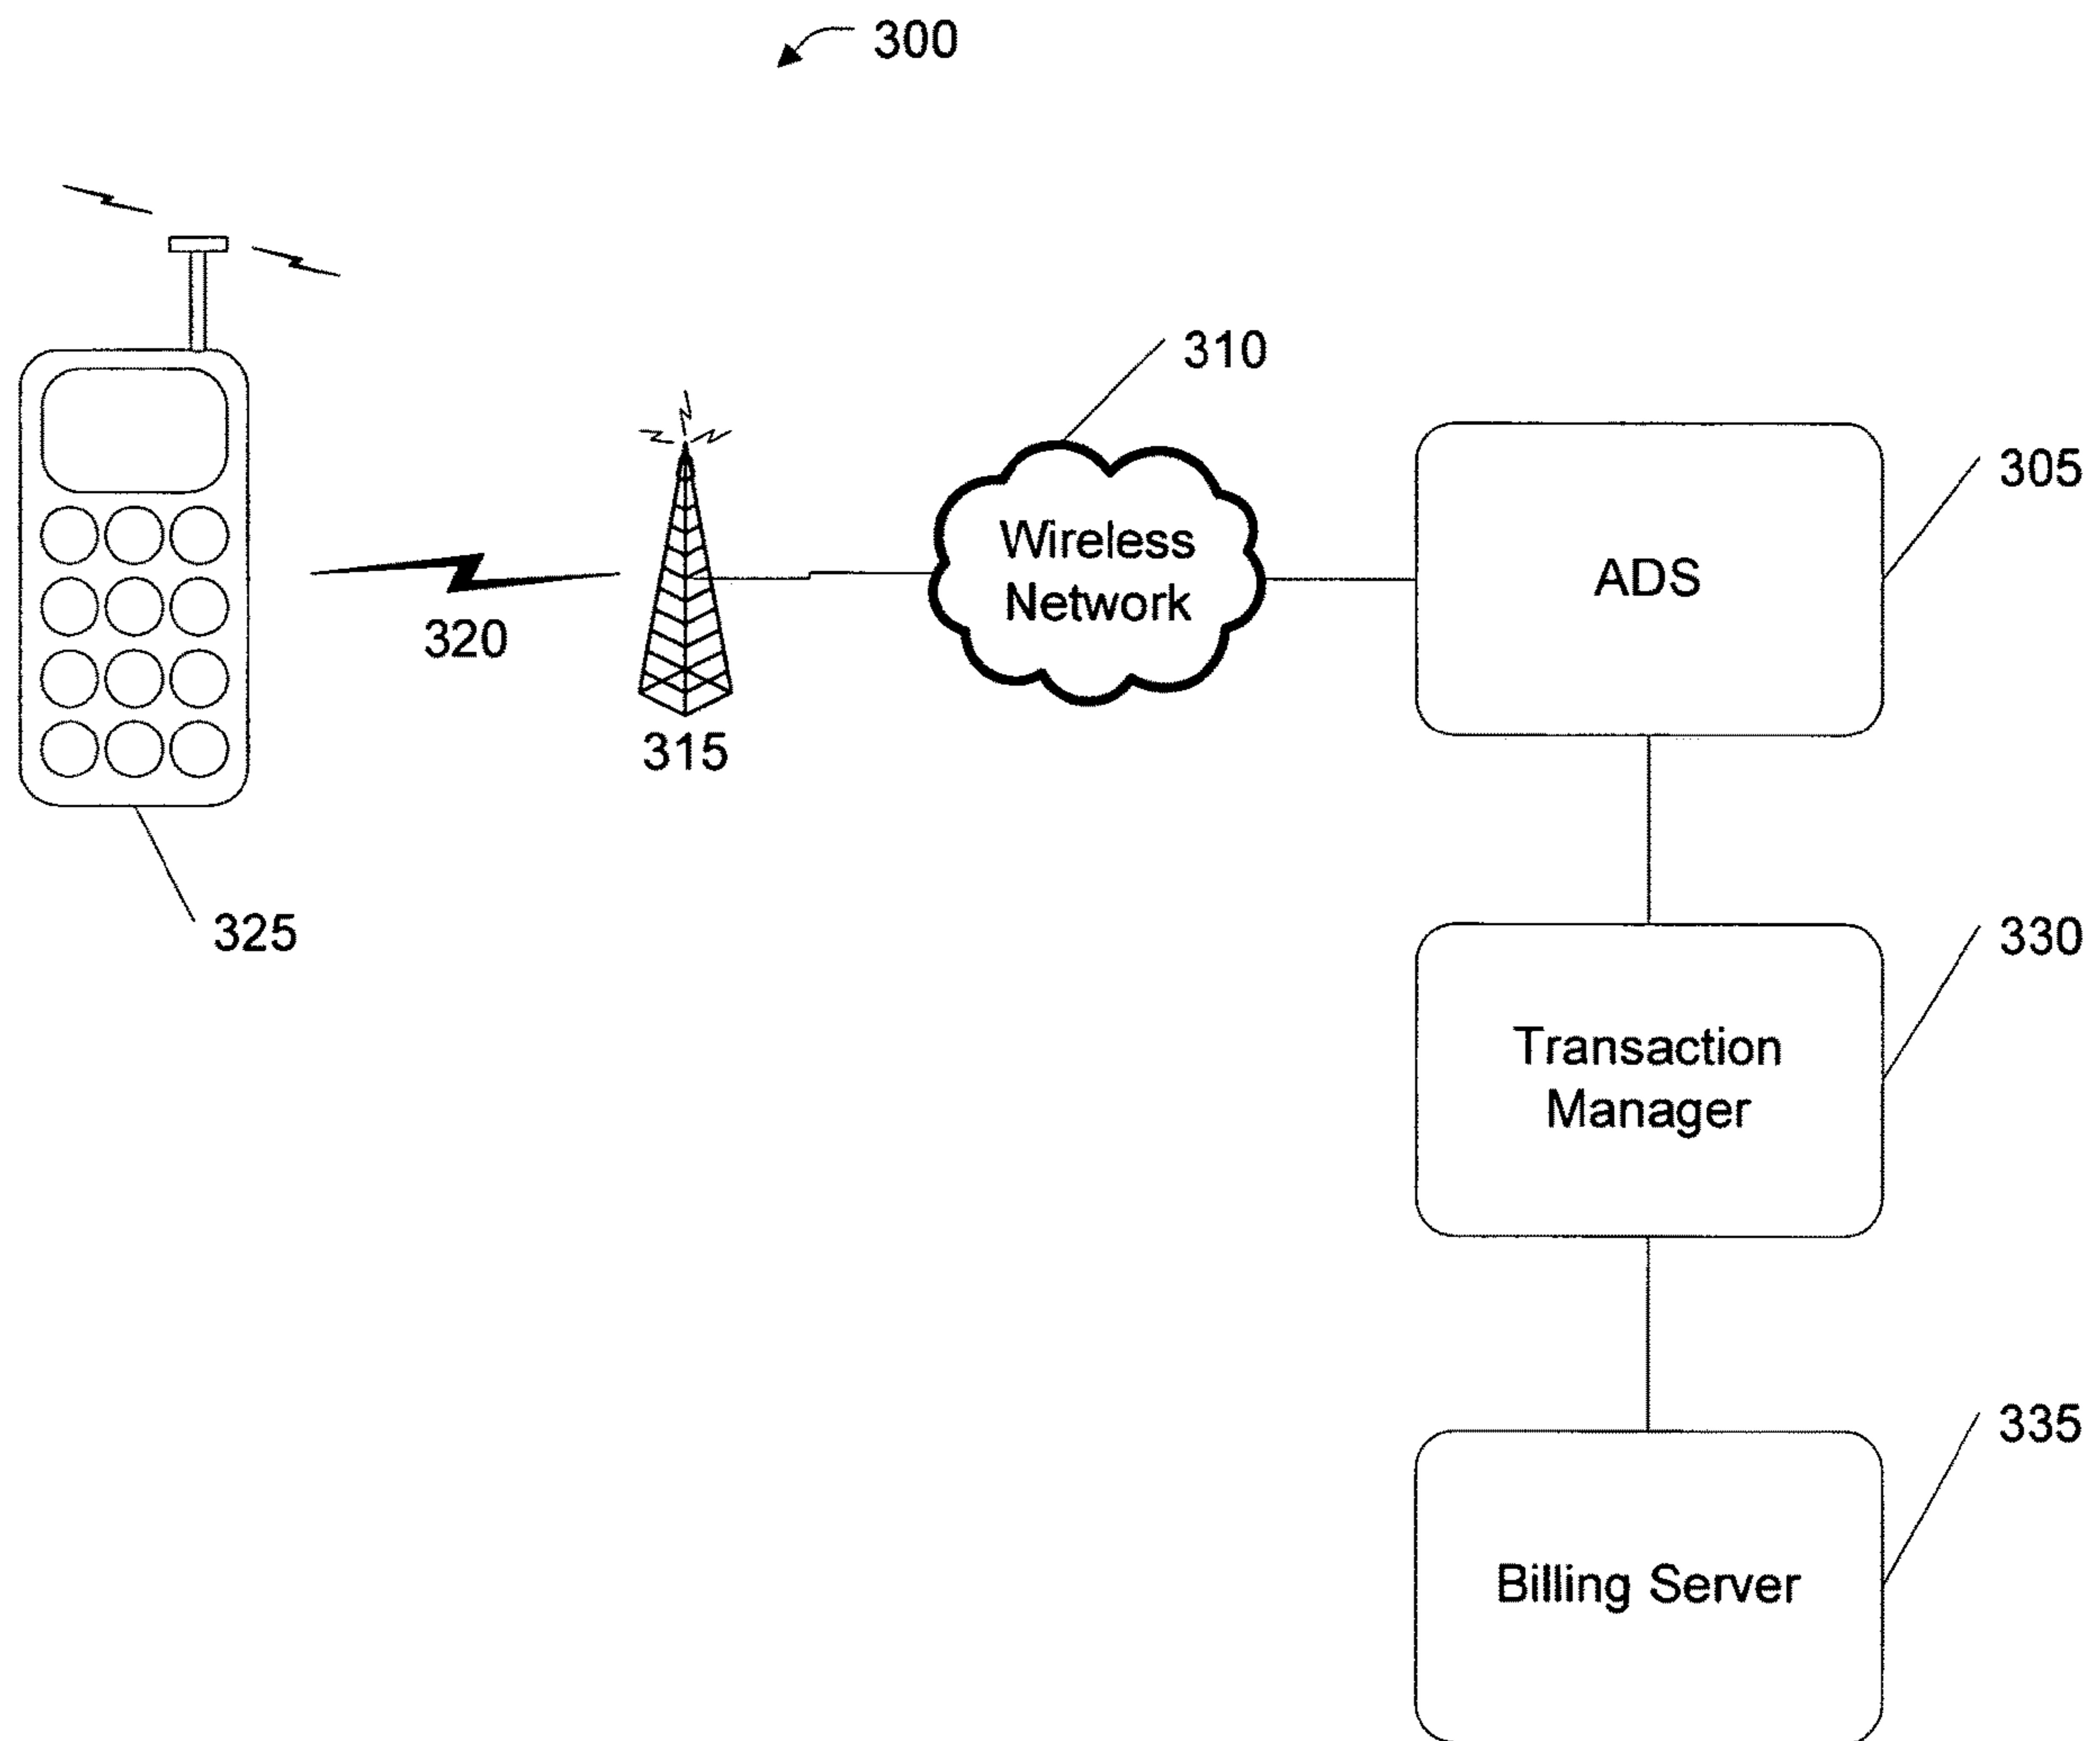 300
310
305
Wireless
Network
ADS
320
315
325
330
Transaction
Manager
335
Billing Server